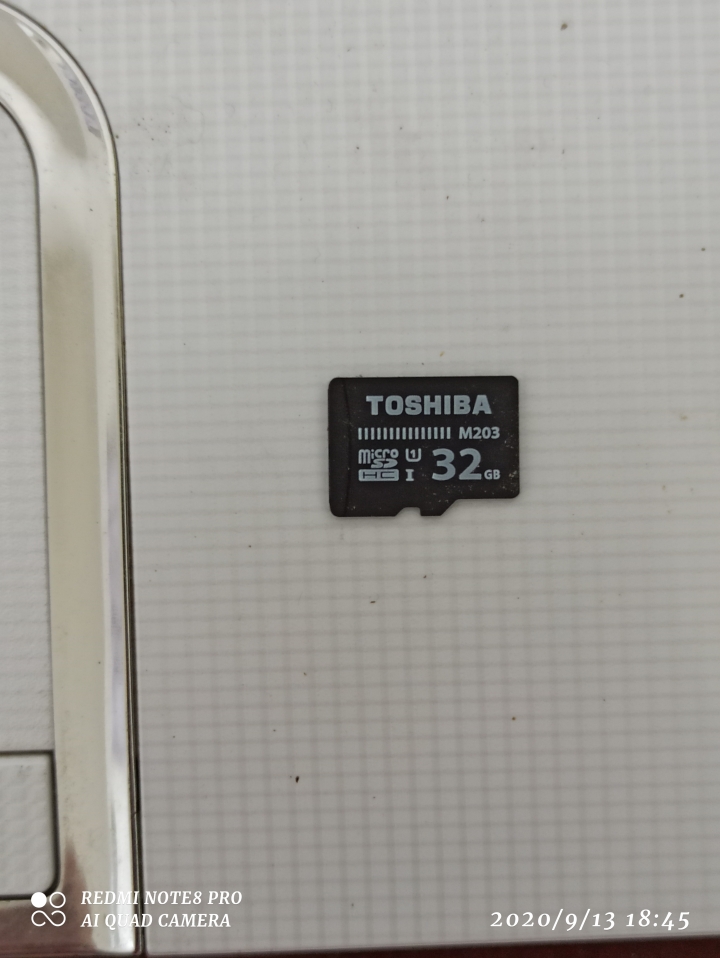 TOSHIBA
M203
micro
SD
HC I
U1
32 GB
REDMI NOTE8 PRO
AI QUAD CAMERA
2020/9/13 18:45